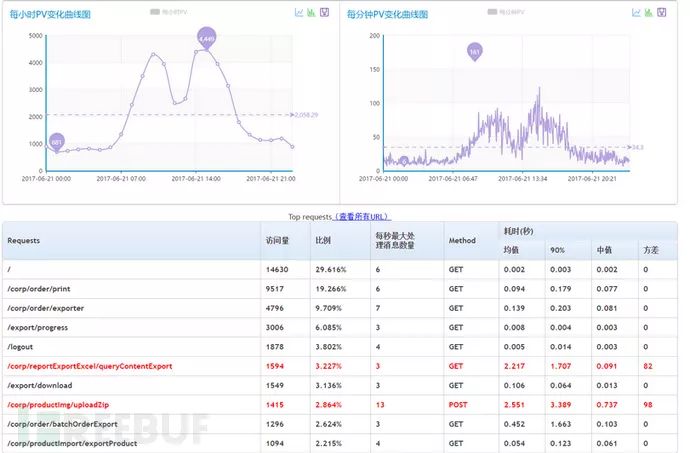 每小时PV变化曲线图
每小时PV
5000
4000
3000
2000
1000
0
4,449
681
2,058.29
2017-06-21 00:00 2017-06-21 07:00 2017-06-21 14:00 2017-06-21 21:00
每分钟PV变化曲线图
每分钟PV
200
150
100
50
0
161
34.3
2017-06-21 00:00 2017-06-21 06:47 2017-06-21 13:34 2017-06-21 20:21
Top requests（查看所有URL）
Requests 访问量 比例 每秒最大处理消息数量 Method 耗时(秒)
均值 90% 中值 方差
/ 14630 29.616% 6 GET 0.002 0.003 0.002 0
/corp/order/print 9517 19.266% 6 GET 0.094 0.179 0.077 0
/corp/order/exporter 4796 9.709% 7 GET 0.139 0.203 0.081 0
/export/progress 3006 6.085% 3 GET 0.008 0.004 0.003 0
/logout 1878 3.802% 4 GET 0.005 0.014 0.003 0
/corp/reportExportExcel/queryContentExport 1594 3.227% 3 GET 2.217 1.707 0.091 82
/export/download 1549 3.136% 3 GET 0.106 0.064 0.013 0
/corp/productImg/uploadZip 1415 2.864% 13 POST 2.551 3.389 0.737 98
/corp/order/batchOrderExport 1296 2.624% 3 GET 0.452 1.663 0.103 0
/corp/productImport/exportProduct 1094 2.215% 4 GET 0.054 0.123 0.061 0
REEBUF